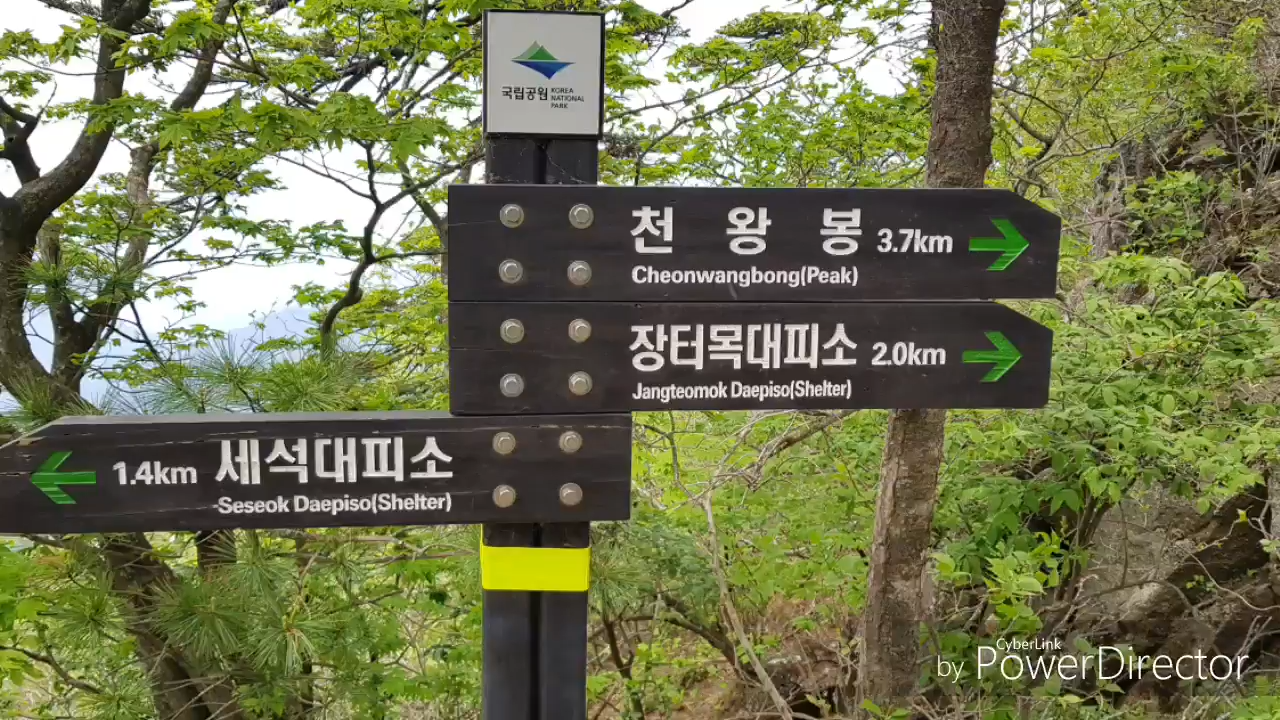 국립공원 KOREA
NATIONAL
PARK
천 왕 봉 3.7km
Cheonwangbong(Peak)
장터목대피소 2.0km
Jangteomok Daepiso(Shelter)
1.4km 세석대피소
Seseok Daepiso(Shelter)
CyberLink
by PowerDirector